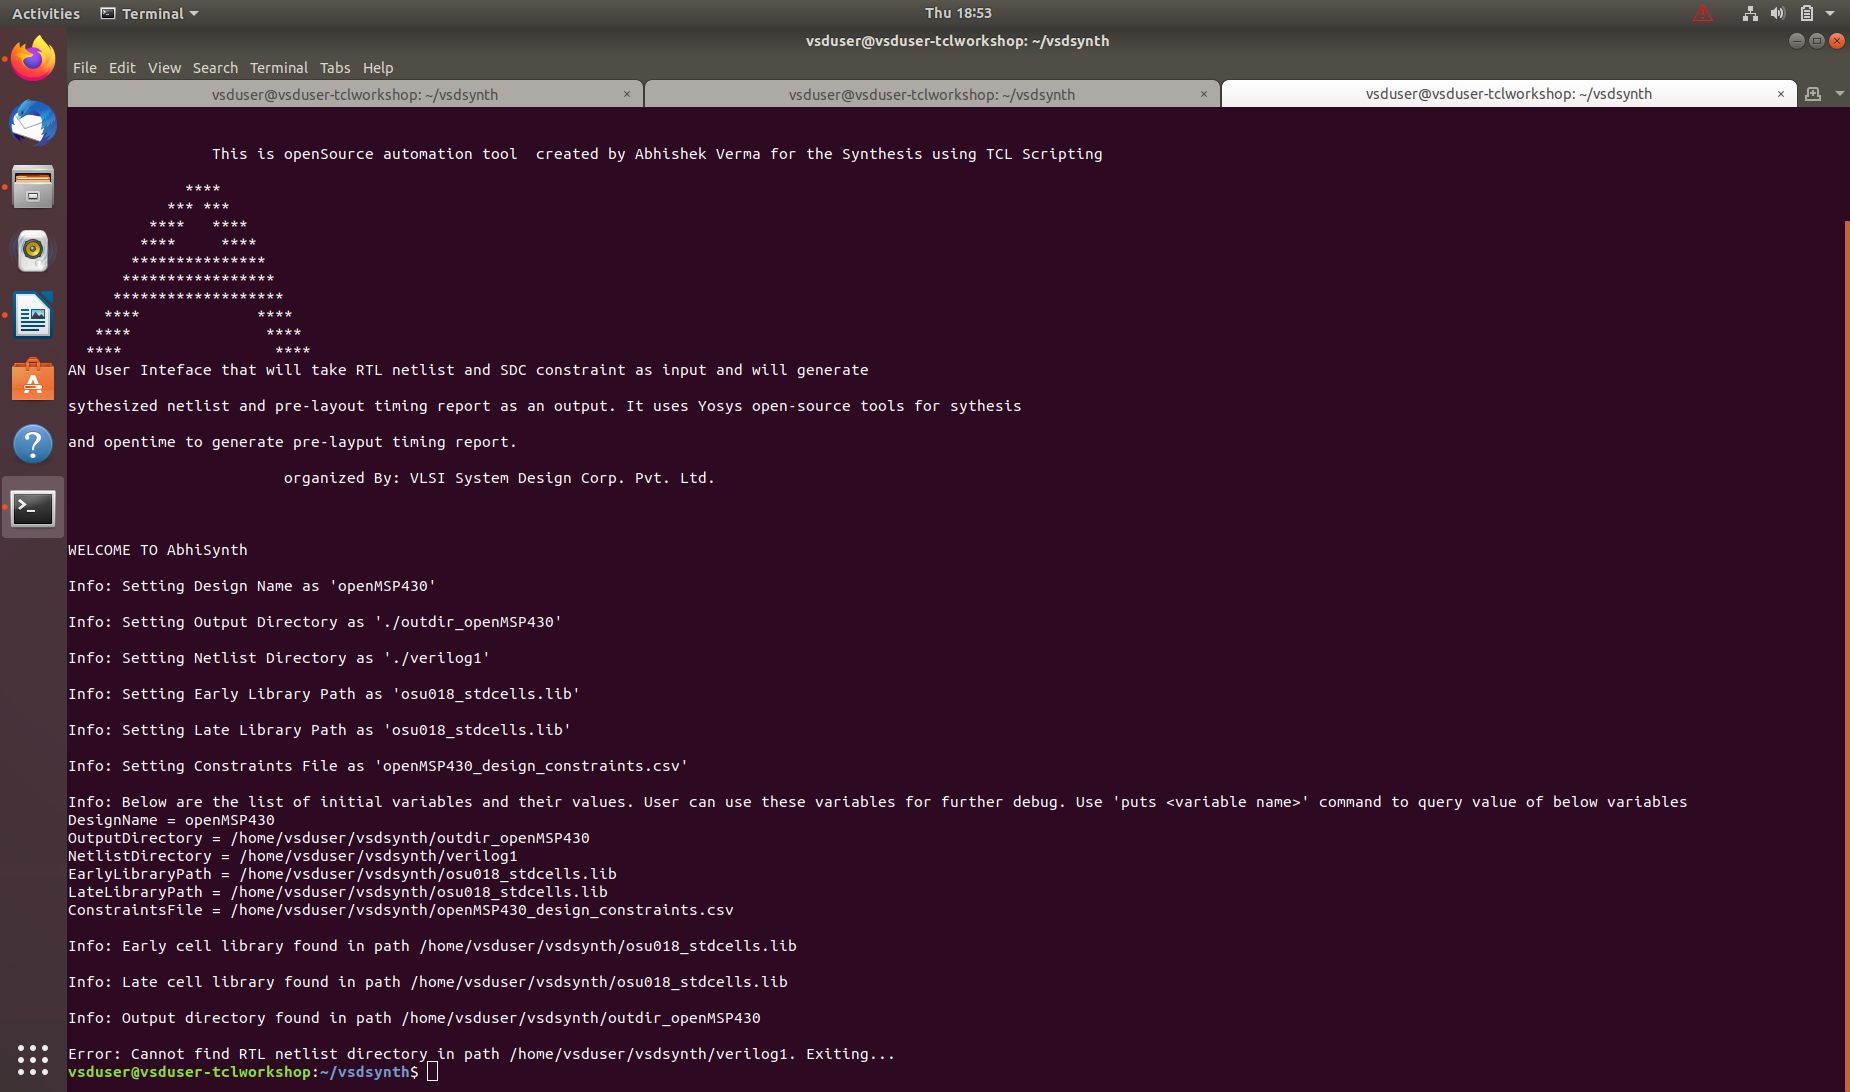 Activities
Terminal
Thu 18:53
vsduser@vsduser-tclworkshop: ~/vsdsynth
File Edit View Search Terminal Tabs Help
vsduser@vsduser-tclworkshop: ~/vsdsynth × vsduser@vsduser-tclworkshop: ~/vsdsynth × vsduser@vsduser-tclworkshop: ~/vsdsynth ×
This is openSource automation tool  created by Abhishek Verma for the Synthesis using TCL Scripting
****
*** ***
****   ****
****     ****
***************
*****************
*******************
****             ****
****               ****
****                 ****
AN User Inteface that will take RTL netlist and SDC constraint as input and will generate
sythesized netlist and pre-layout timing report as an output. It uses Yosys open-source tools for sythesis
and opentime to generate pre-layput timing report.
organized By: VLSI System Design Corp. Pvt. Ltd.
WELCOME TO AbhiSynth
Info: Setting Design Name as 'openMSP430'
Info: Setting Output Directory as './outdir_openMSP430'
Info: Setting Netlist Directory as './verilog1'
Info: Setting Early Library Path as 'osu018_stdcells.lib'
Info: Setting Late Library Path as 'osu018_stdcells.lib'
Info: Setting Constraints File as 'openMSP430_design_constraints.csv'
Info: Below are the list of initial variables and their values. User can use these variables for further debug. Use 'puts <variable name>' command to query value of below variables
DesignName = openMSP430
OutputDirectory = /home/vsduser/vsdsynth/outdir_openMSP430
NetlistDirectory = /home/vsduser/vsdsynth/verilog1
EarlyLibraryPath = /home/vsduser/vsdsynth/osu018_stdcells.lib
LateLibraryPath = /home/vsduser/vsdsynth/osu018_stdcells.lib
ConstraintsFile = /home/vsduser/vsdsynth/openMSP430_design_constraints.csv
Info: Early cell library found in path /home/vsduser/vsdsynth/osu018_stdcells.lib
Info: Late cell library found in path /home/vsduser/vsdsynth/osu018_stdcells.lib
Info: Output directory found in path /home/vsduser/vsdsynth/outdir_openMSP430
Error: Cannot find RTL netlist directory in path /home/vsduser/vsdsynth/verilog1. Exiting...
vsduser@vsduser-tclworkshop:~/vsdsynth$